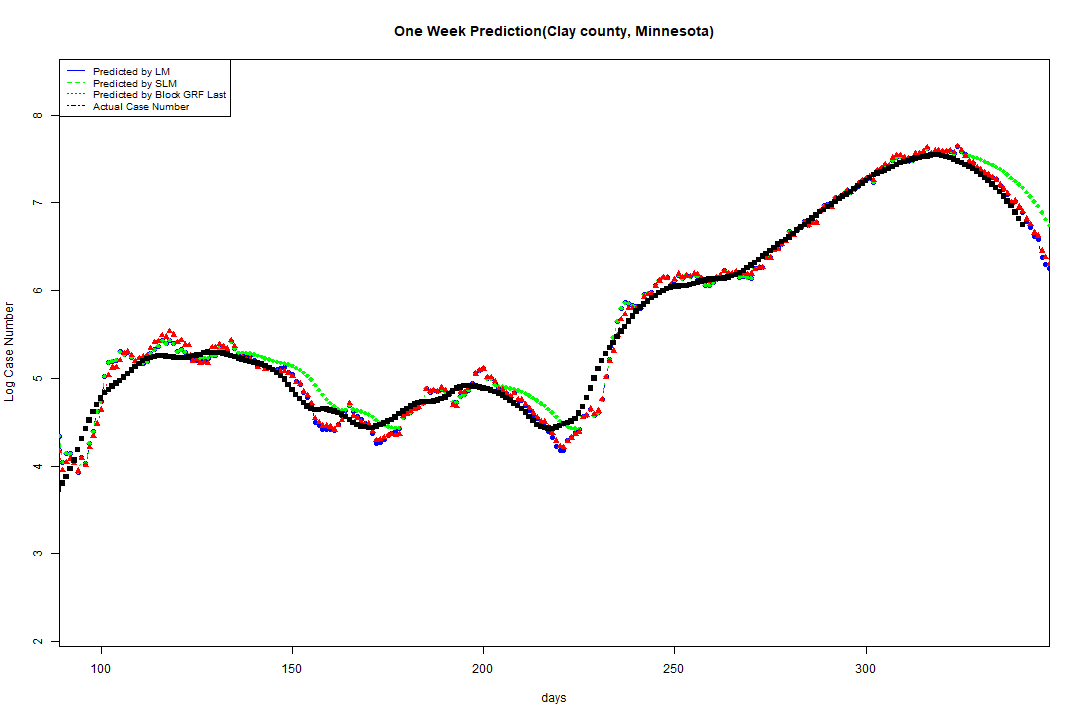 One Week Prediction(Clay county, Minnesota)
Predicted by LM
Predicted by SLM
Predicted by Block GRF Last
Actual Case Number
Log Case Number
8
7
6
5
4
3
2
100 150 200 250 300
days